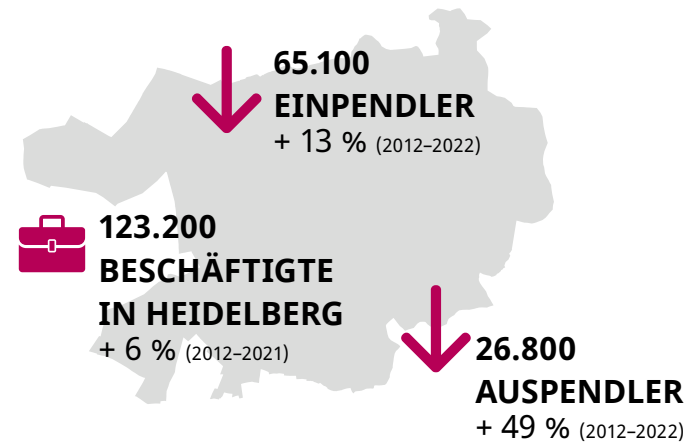 65.100
EINPENDLER
+ 13 % (2012–2022)
123.200
BESCHÄFTIGTE
IN HEIDELBERG
+ 6 % (2012–2021)
26.800
AUSPENDLER
+ 49 % (2012–2022)